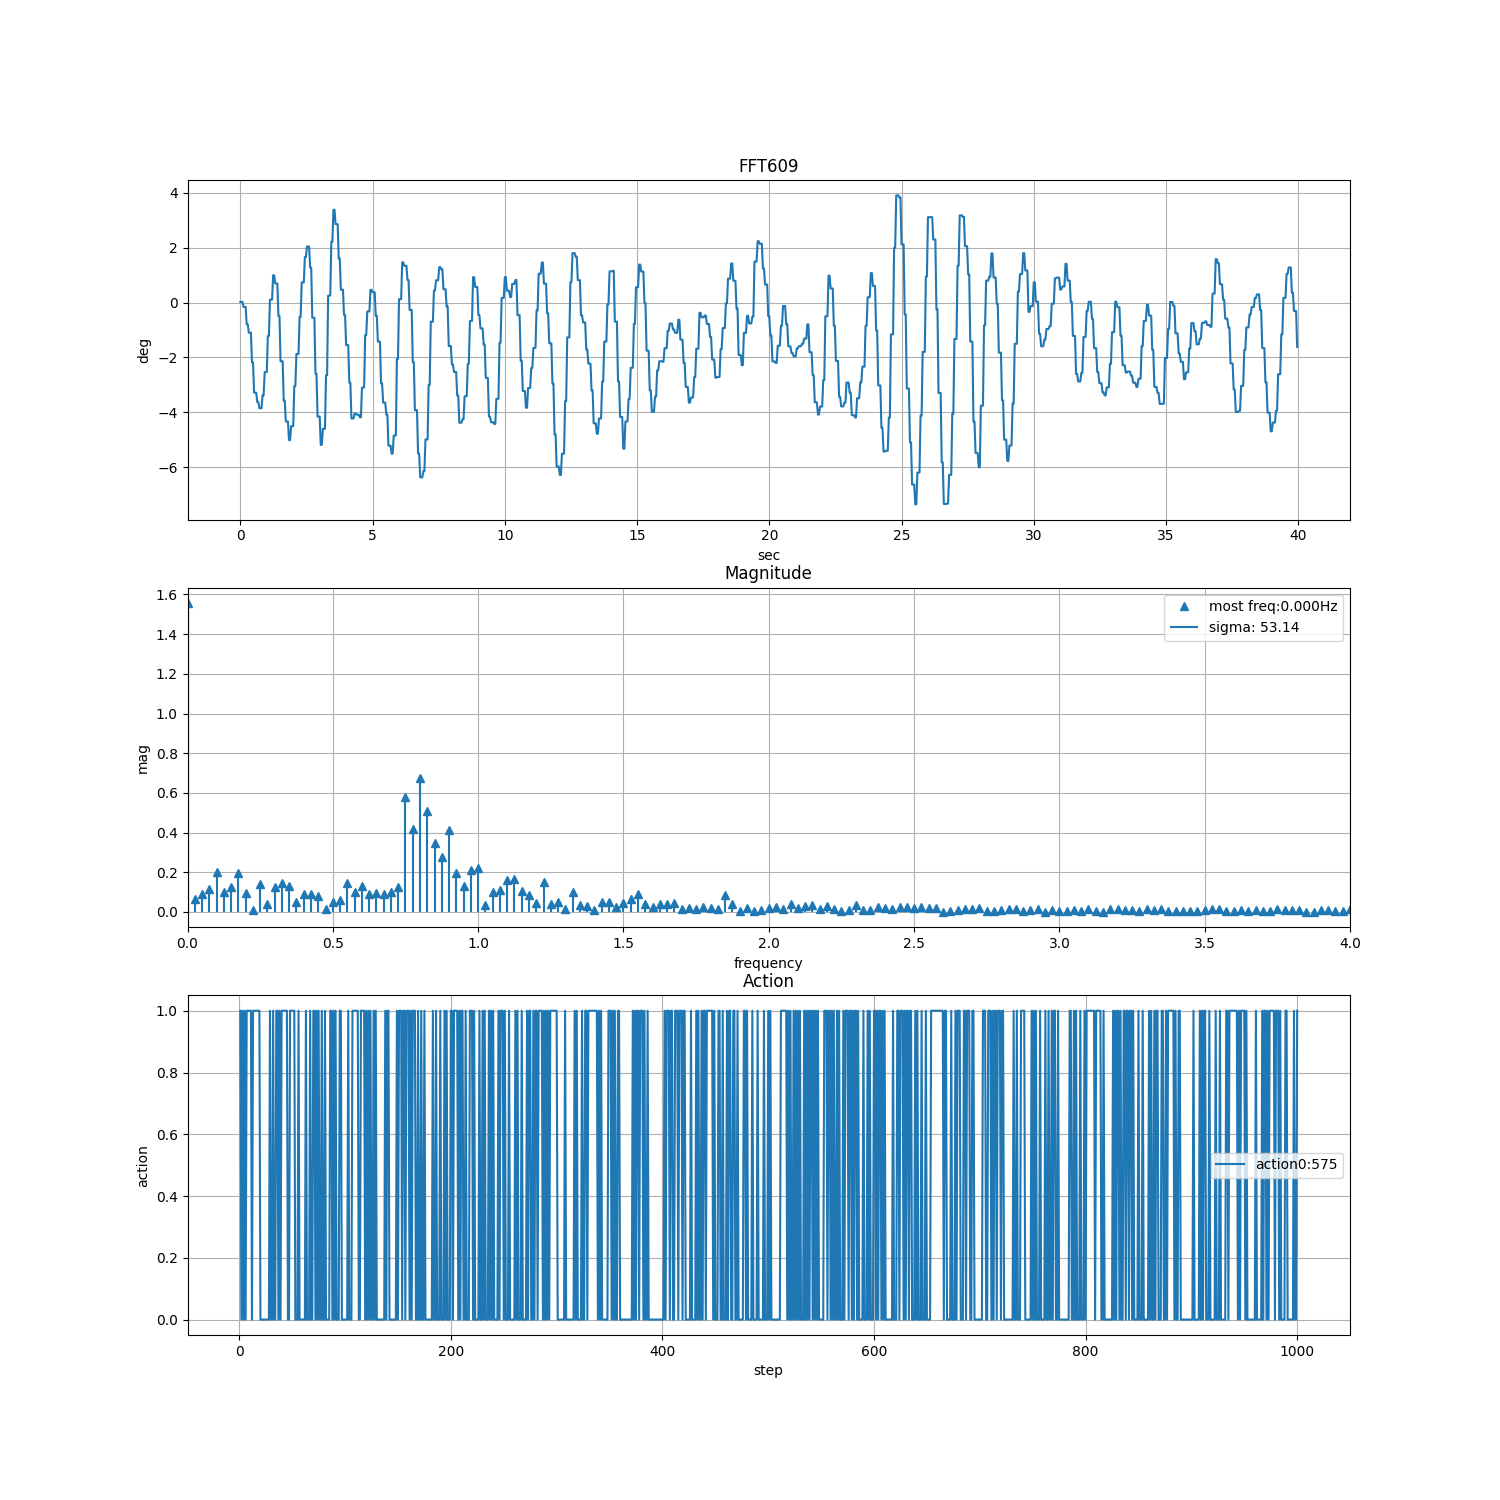 FFT609
4
2
0
−2
−4
−6
deg
0 5 10 15 20 25 30 35 40
sec
Magnitude
1.6
1.4
1.2
1.0
0.8
0.6
0.4
0.2
0.0
mag
most freq:0.000Hz
sigma: 53.14
0.0 0.5 1.0 1.5 2.0 2.5 3.0 3.5 4.0
frequency
Action
1.0
0.8
0.6
0.4
0.2
0.0
action
action0:575
0 200 400 600 800 1000
step